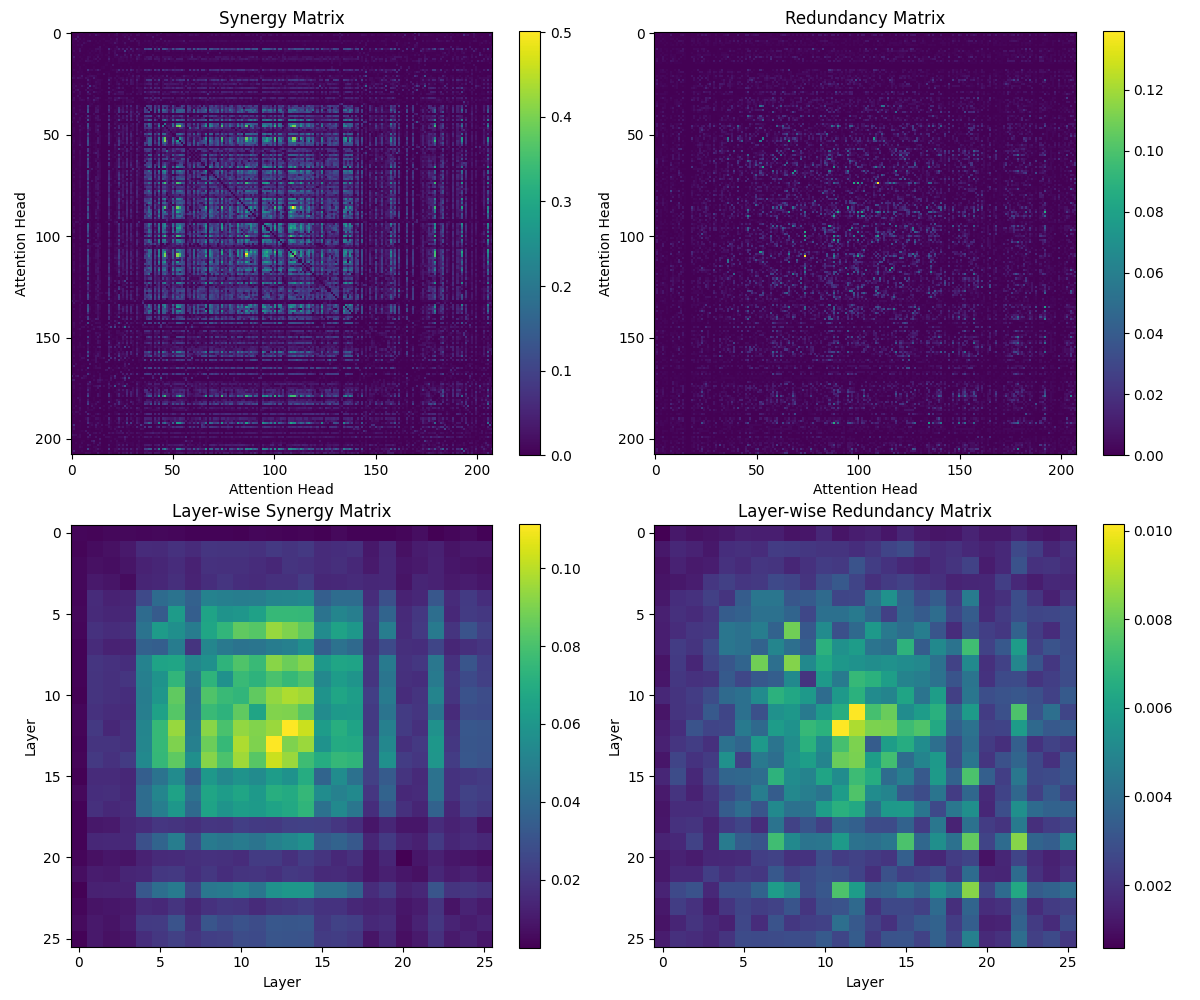 Synergy Matrix
0
50
100
150
200
Attention Head
0 50 100 150 200
Attention Head
0.5
0.4
0.3
0.2
0.1
0.0
Redundancy Matrix
0
50
100
150
200
Attention Head
0 50 100 150 200
Attention Head
0.12
0.10
0.08
0.06
0.04
0.02
0.00
Layer-wise Synergy Matrix
0
5
10
15
20
25
Layer
0 5 10 15 20 25
Layer
0.10
0.08
0.06
0.04
0.02
Layer-wise Redundancy Matrix
0
5
10
15
20
25
Layer
0 5 10 15 20 25
Layer
0.010
0.008
0.006
0.004
0.002